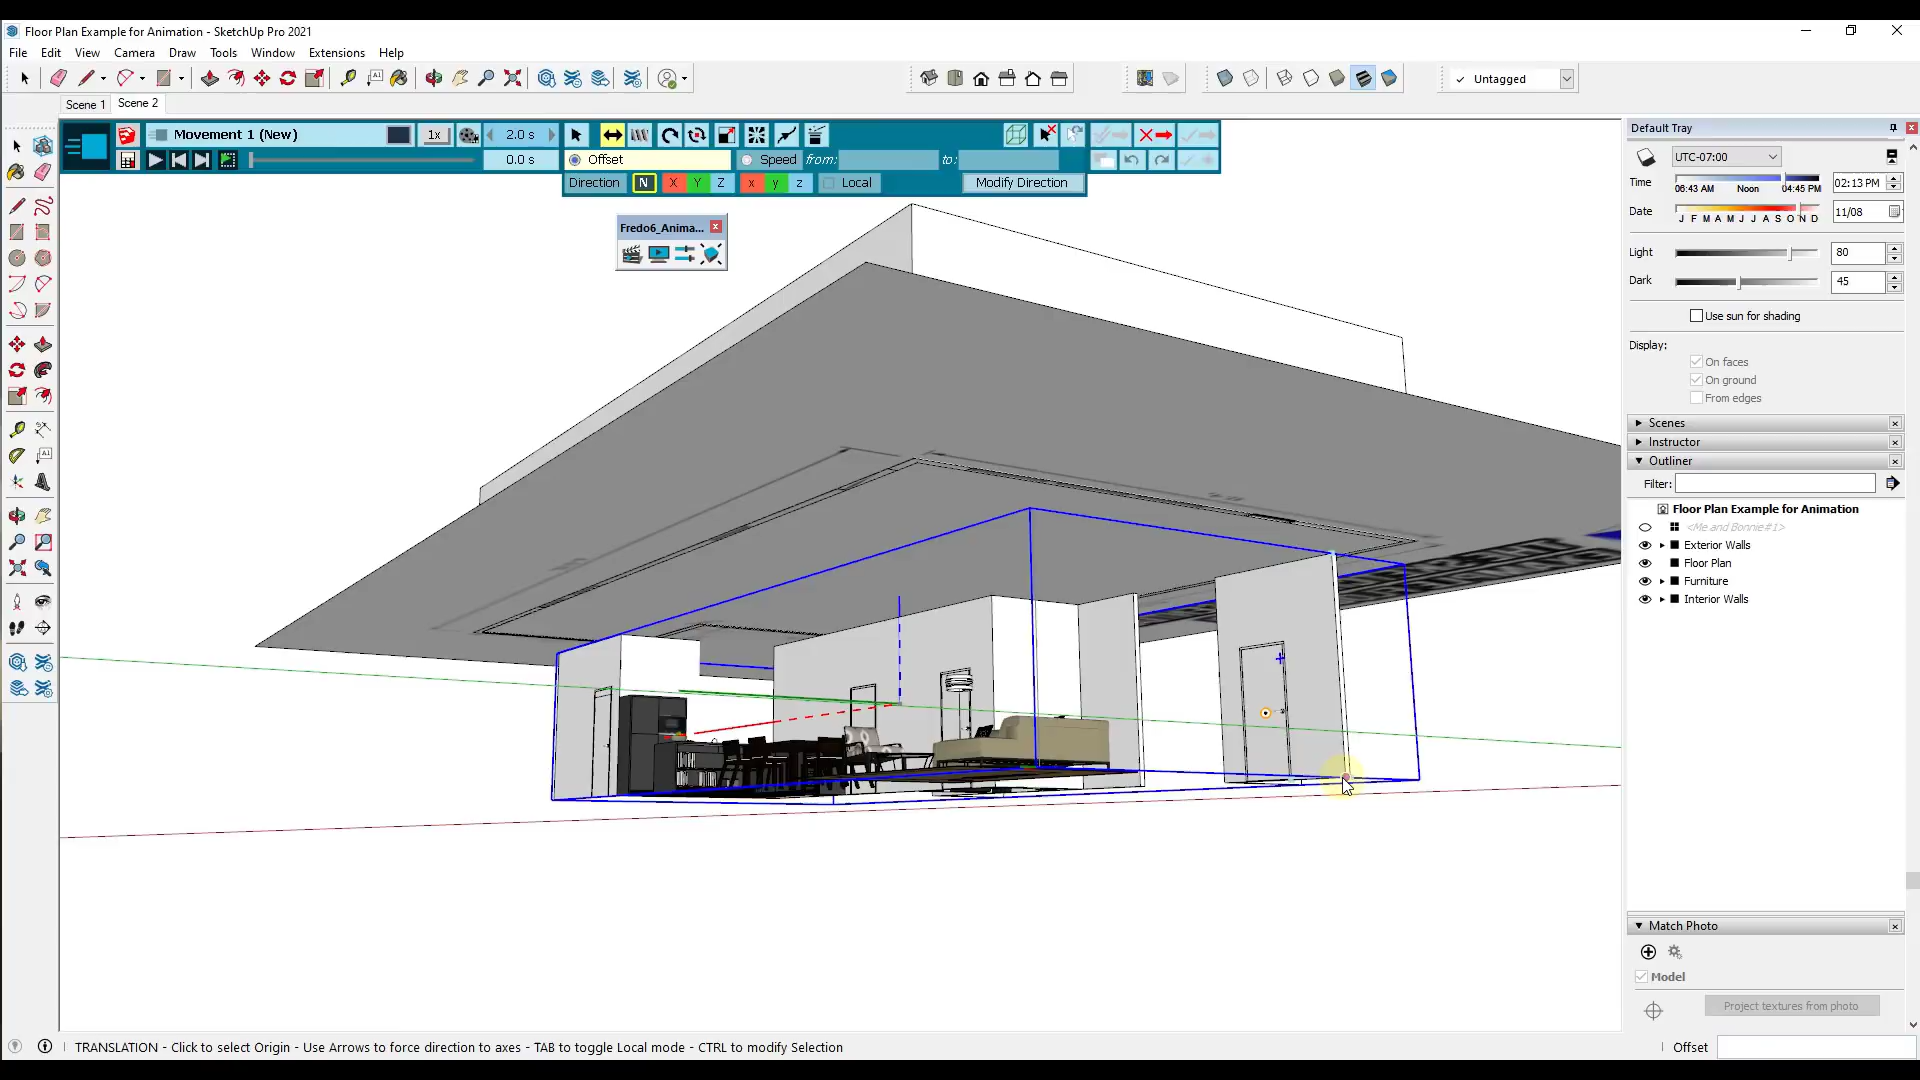 Floor Plan Example for Animation - SketchUp Pro 2021
File Edit View Camera Draw Tools Window Extensions Help
Untagged
Scene 1 Scene 2
Movement 1 (New) 1x 2.0 s
0.0 s Offset Speed from: to:
Direction N X Y Z x y z Local Modify Direction
Fredo6_Anima...
Default Tray
UTC-07:00
Time 06:43 AM Noon 04:45 PM 02:13 PM
Date J F M A M J J A S O N D 11/08
Light 80
Dark 45
Use sun for shading
Display:
On faces
On ground
From edges
Scenes
Instructor
Outliner
Filter:
Floor Plan Example for Animation
<Me and Bonnie#1>
Exterior Walls
Floor Plan
Furniture
Interior Walls
Match Photo
Model
Project textures from photo
TRANSLATION - Click to select Origin - Use Arrows to force direction to axes - TAB to toggle Local mode - CTRL to modify Selection
Offset